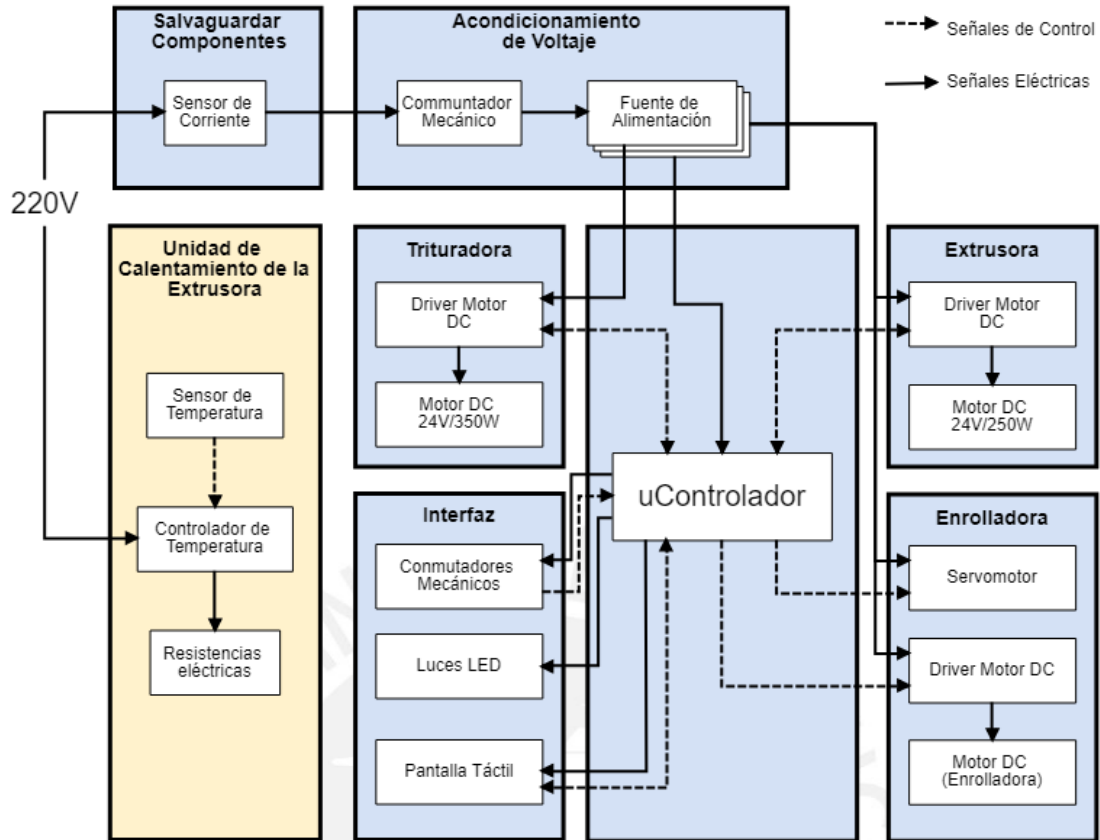 Salvaguardar
Componentes
Sensor de
Corriente
Acondicionamiento
de Voltaje
Communtador
Mecánico
Fuente de
Alimentación
Señales de Control
Señales Eléctricas
220V
Unidad de
Calentamiento de la
Extrusora
Sensor de
Temperatura
Controlador de
Temperatura
Resistencias
eléctricas
Trituradora
Driver Motor
DC
Motor DC
24V/350W
Interfaz
Conmutadores
Mecánicos
Luces LED
Pantalla Táctil
uControlador
Extrusora
Driver Motor
DC
Motor DC
24V/250W
Enrolladora
Servomotor
Driver Motor DC
Motor DC
(Enrolladora)